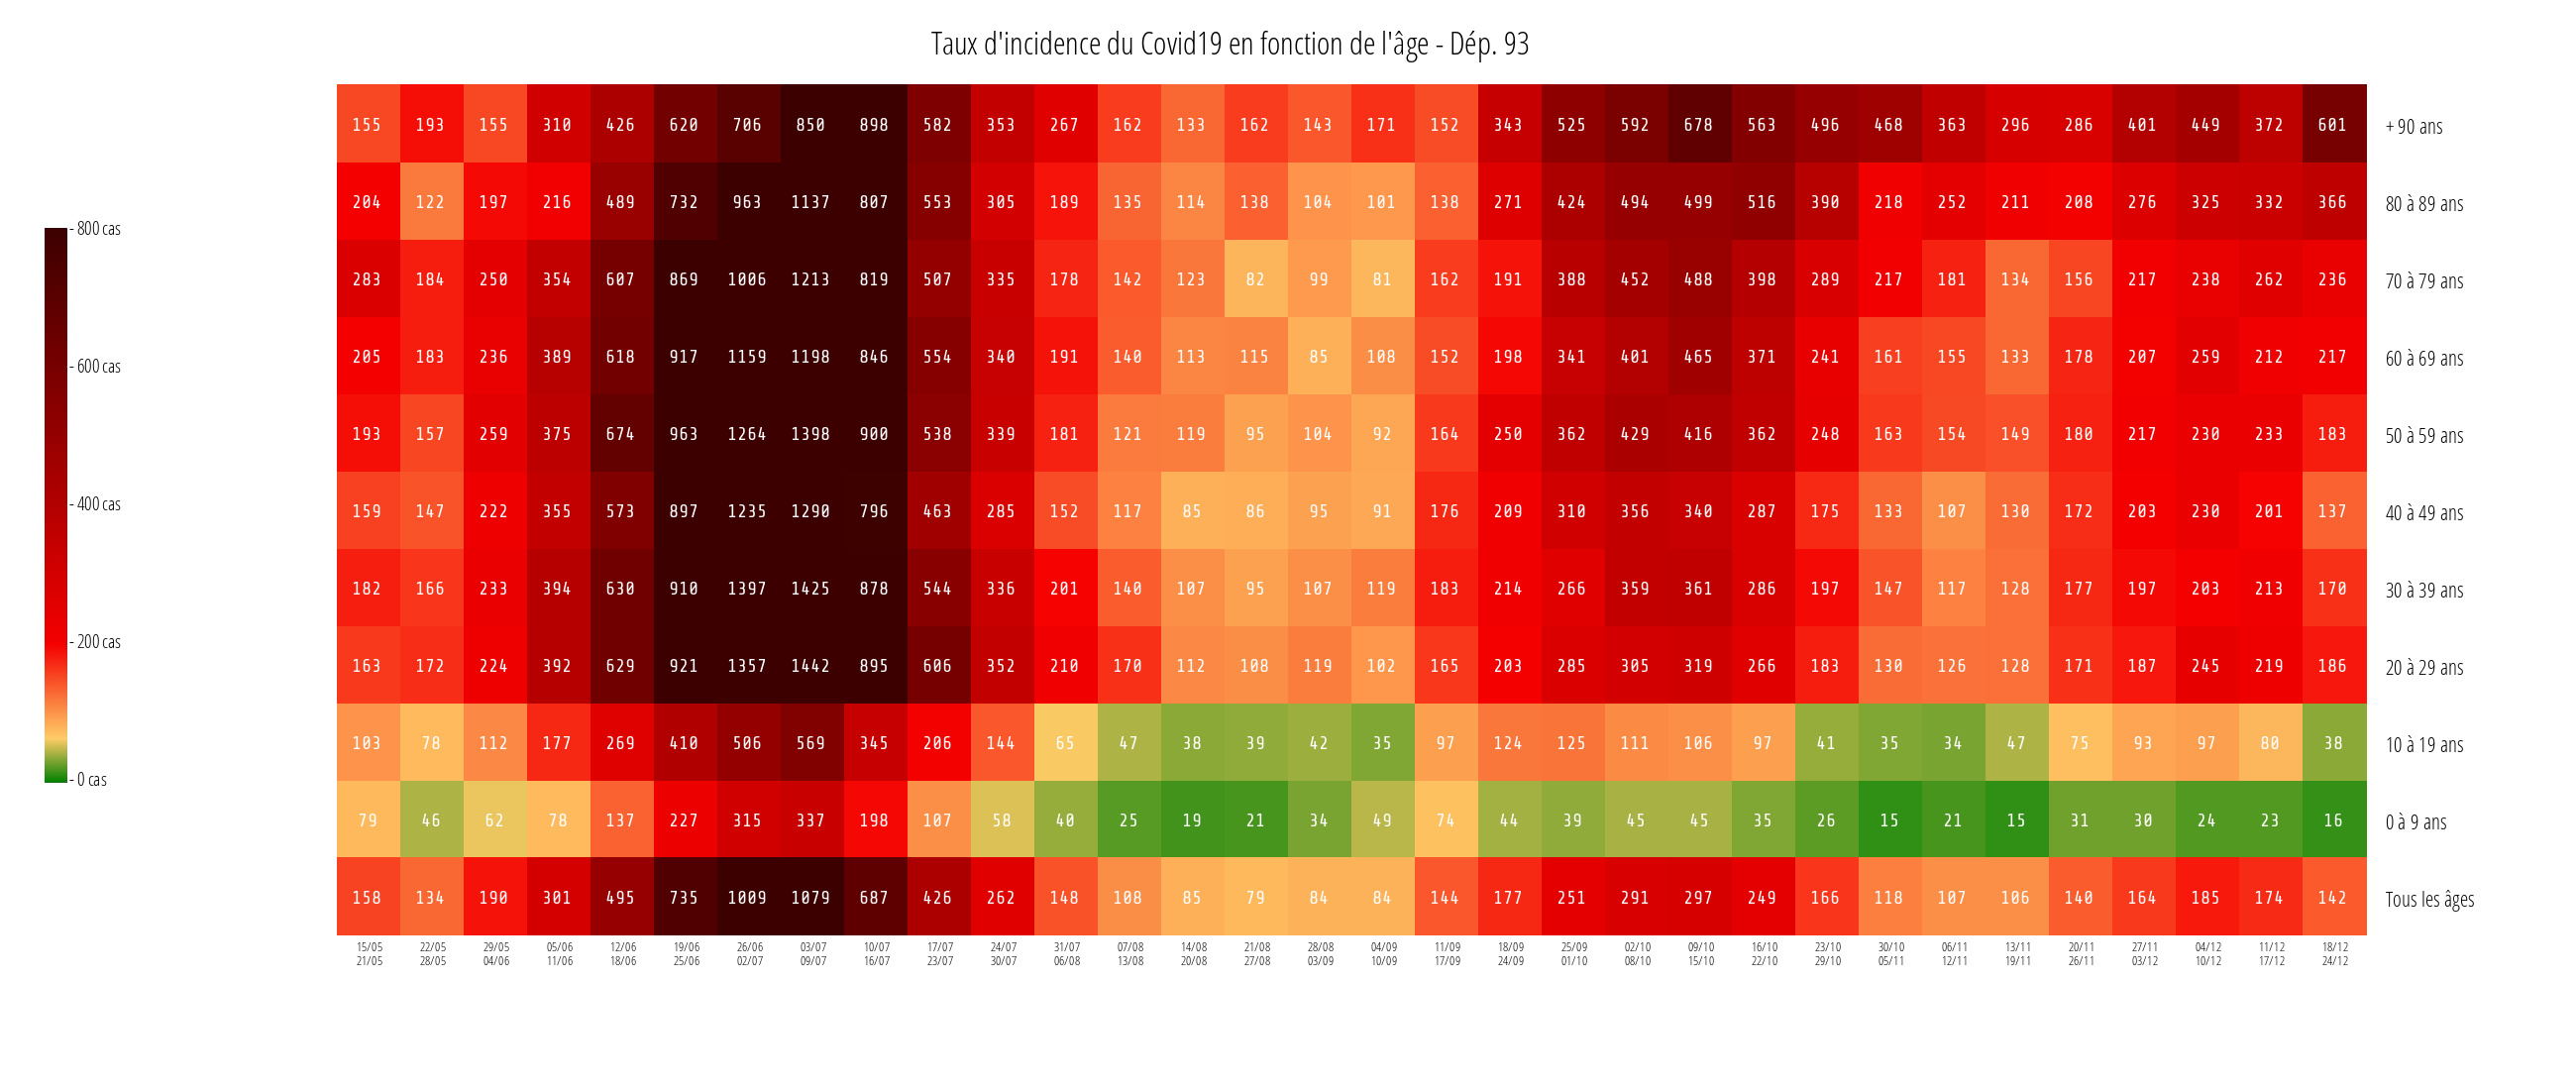 Taux d'incidence du Covid19 en fonction de l'âge - Dép. 93
- 800 cas
- 600 cas
- 400 cas
- 200 cas
- 0 cas
155 193 155 310 426 620 706 850 898 582 353 267 162 133 162 143 171 152 343 525 592 678 563 496 468 363 296 286 401 449 372 601 + 90 ans
204 122 197 216 489 732 963 1137 807 553 305 189 135 114 138 104 101 138 271 424 494 499 516 390 218 252 211 208 276 325 332 366 80 à 89 ans
283 184 250 354 607 869 1006 1213 819 507 335 178 142 123 82 99 81 162 191 388 452 488 398 289 217 181 134 156 217 238 262 236 70 à 79 ans
205 183 236 389 618 917 1159 1198 846 554 340 191 140 113 115 85 108 152 198 341 401 465 371 241 161 155 133 178 207 259 212 217 60 à 69 ans
193 157 259 375 674 963 1264 1398 900 538 339 181 121 119 95 104 92 164 250 362 429 416 362 248 163 154 149 180 217 230 233 183 50 à 59 ans
159 147 222 355 573 897 1235 1290 796 463 285 152 117 85 86 95 91 176 209 310 356 340 287 175 133 107 130 172 203 230 201 137 40 à 49 ans
182 166 233 394 630 910 1397 1425 878 544 336 201 140 107 95 107 119 183 214 266 359 361 286 197 147 117 128 177 197 203 213 170 30 à 39 ans
163 172 224 392 629 921 1357 1442 895 606 352 210 170 112 108 119 102 165 203 285 305 319 266 183 130 126 128 171 187 245 219 186 20 à 29 ans
103 78 112 177 269 410 506 569 345 206 144 65 47 38 39 42 35 97 124 125 111 106 97 41 35 34 47 75 93 97 80 38 10 à 19 ans
79 46 62 78 137 227 315 337 198 107 58 40 25 19 21 34 49 74 44 39 45 45 35 26 15 21 15 31 30 24 23 16 0 à 9 ans
158 134 190 301 495 735 1009 1079 687 426 262 148 108 85 79 84 84 144 177 251 291 297 249 166 118 107 106 140 164 185 174 142 Tous les âges
15/05 22/05 29/05 05/06 12/06 19/06 26/06 03/07 10/07 17/07 24/07 31/07 07/08 14/08 21/08 28/08 04/09 11/09 18/09 25/09 02/10 09/10 16/10 23/10 30/10 06/11 13/11 20/11 27/11 04/12 11/12 18/12
21/05 28/05 04/06 11/06 18/06 25/06 02/07 09/07 16/07 23/07 30/07 06/08 13/08 20/08 27/08 03/09 10/09 17/09 24/09 01/10 08/10 15/10 22/10 29/10 05/11 12/11 19/11 26/11 03/12 10/12 17/12 24/12